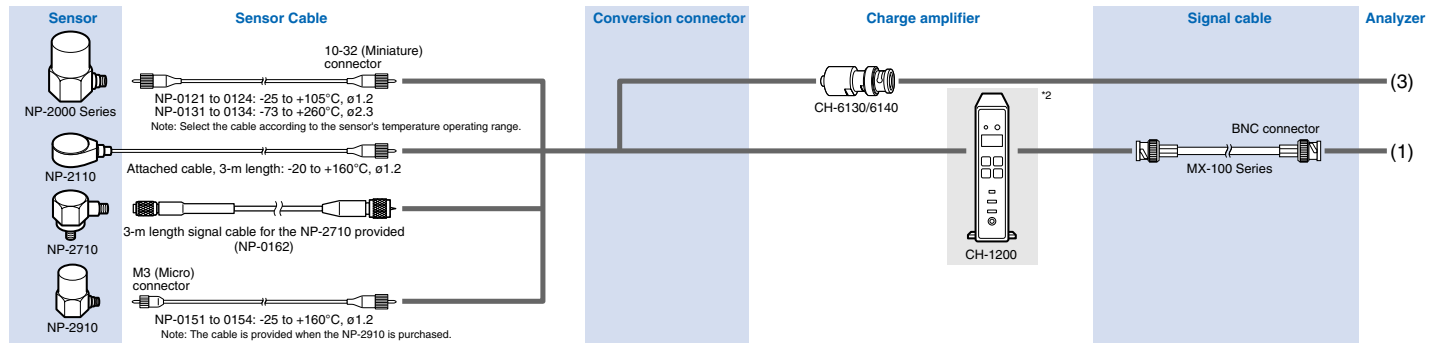 Sensor
Sensor Cable
Conversion connector
Charge amplifier
Signal cable
Analyzer
10-32 (Miniature)
connector
NP-2000 Series
NP-0121 to 0124: -25 to +105°C, ø1.2
NP-0131 to 0134: -73 to +260°C, ø2.3
Note: Select the cable according to the sensor's temperature operating range.
CH-6130/6140
(3)
*2
BNC connector
NP-2110
Attached cable, 3-m length: -20 to +160°C, ø1.2
MX-100 Series
(1)
NP-2710
3-m length signal cable for the NP-2710 provided
(NP-0162)
CH-1200
M3 (Micro)
connector
NP-2910
NP-0151 to 0154: -25 to +160°C, ø1.2
Note: The cable is provided when the NP-2910 is purchased.